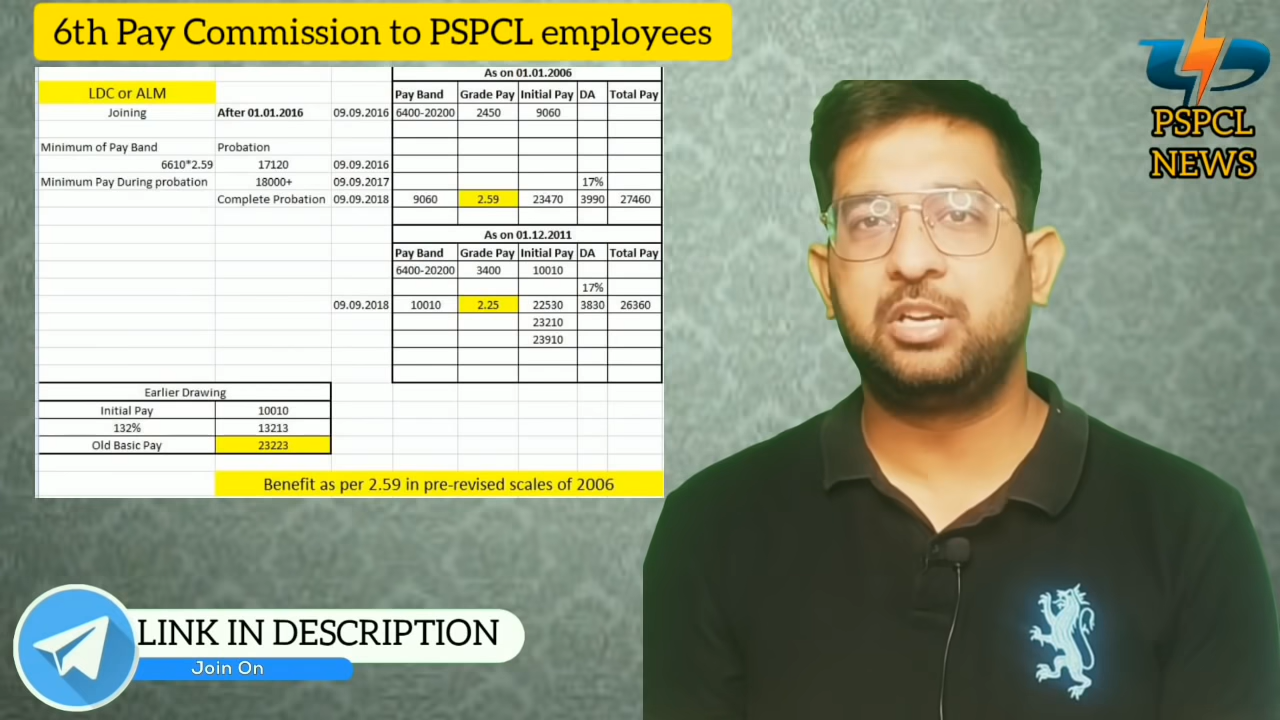 6th Pay Commission to PSPCL employees
PSPCL
NEWS
As on 01.01.2006
LDC or ALM Pay Band Grade Pay Initial Pay DA Total Pay
Joining After 01.01.2016 09.09.2016 6400-20200 2450 9060
Minimum of Pay Band Probation
6610*2.59 17120 09.09.2016
Minimum Pay During probation 18000+ 09.09.2017 17%
Complete Probation 09.09.2018 9060 2.59 23470 3990 27460
As on 01.12.2011
Pay Band Grade Pay Initial Pay DA Total Pay
6400-20200 3400 10010
17%
09.09.2018 10010 2.25 22530 3830 26360
23210
23910
Earlier Drawing
Initial Pay 10010
132% 13213
Old Basic Pay 23223
Benefit as per 2.59 in pre-revised scales of 2006
LINK IN DESCRIPTION
Join On